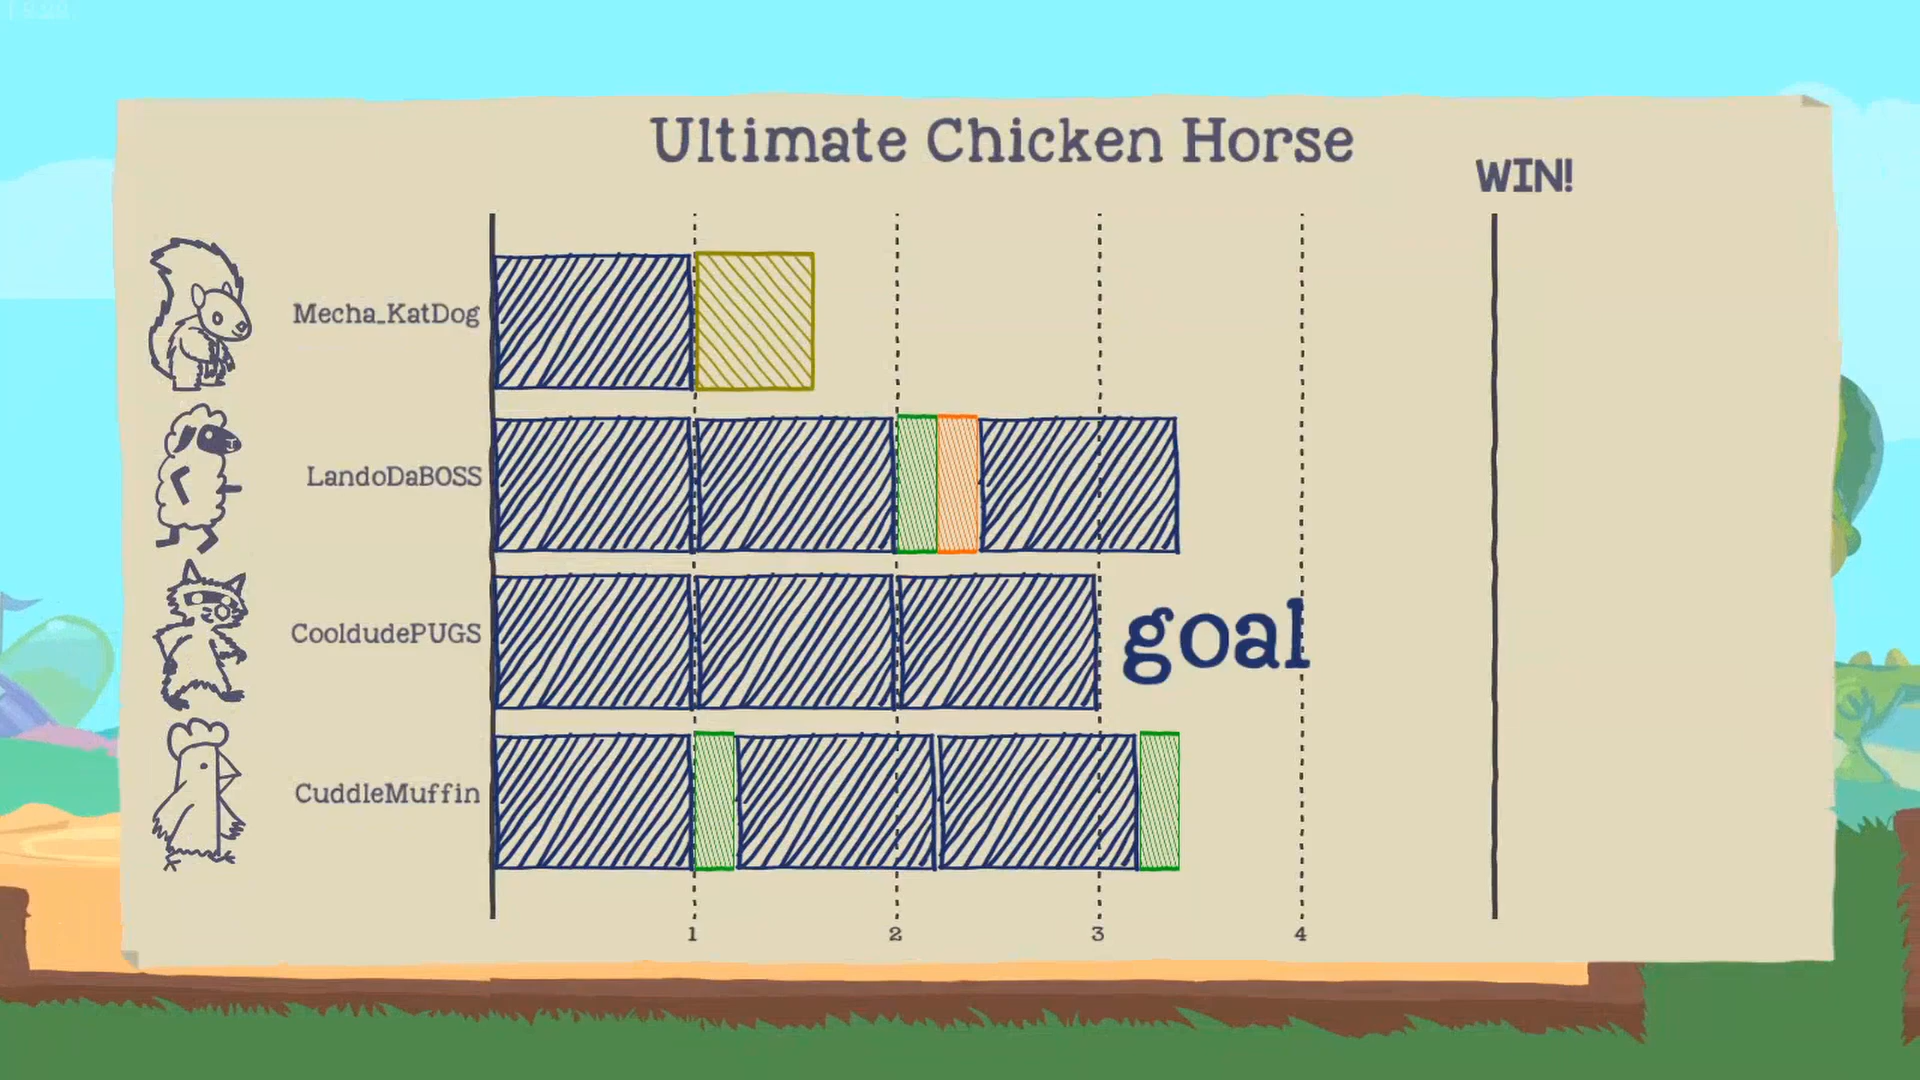 Ultimate Chicken Horse
WIN!
Mecha_KatDog
LandoDaBOSS
CooldudePUGS
goal
CuddleMuffin
1 2 3 4